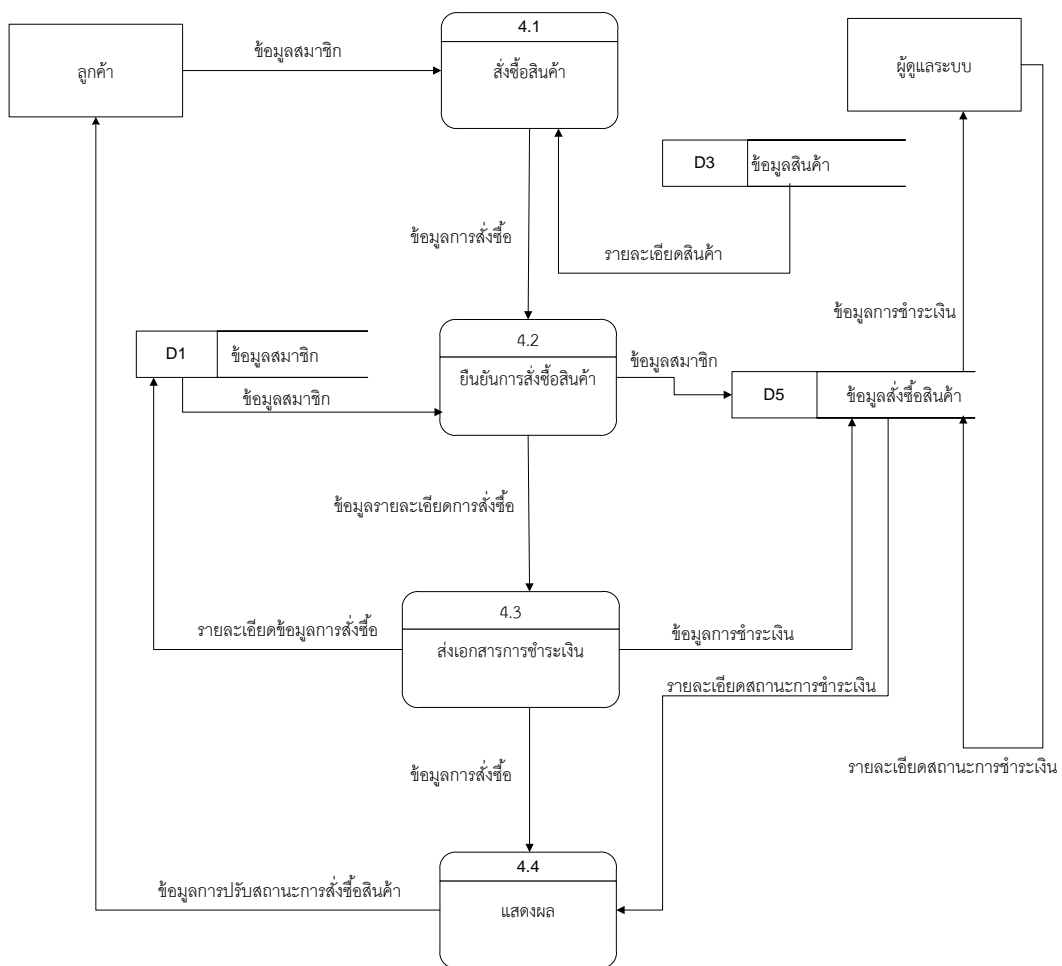 4.1
ลูกค้า
ข้อมูลสมาชิก
สั่งซื้อสินค้า
ผู้ดูแลระบบ
D3
ข้อมูลสินค้า
ข้อมูลการสั่งซื้อ
รายละเอียดสินค้า
ข้อมูลการชำระเงิน
4.2
D1
ข้อมูลสมาชิก
ยืนยันการสั่งซื้อสินค้า
ข้อมูลสมาชิก
ข้อมูลสมาชิก
D5
ข้อมูลสั่งซื้อสินค้า
ข้อมูลรายละเอียดการสั่งซื้อ
4.3
รายละเอียดข้อมูลการสั่งซื้อ
ส่งเอกสารการชำระเงิน
ข้อมูลการชำระเงิน
รายละเอียดสถานะการชำระเงิน
รายละเอียดสถานะการชำระเงิน
ข้อมูลการสั่งซื้อ
4.4
ข้อมูลการปรับสถานะการสั่งซื้อสินค้า
แสดงผล